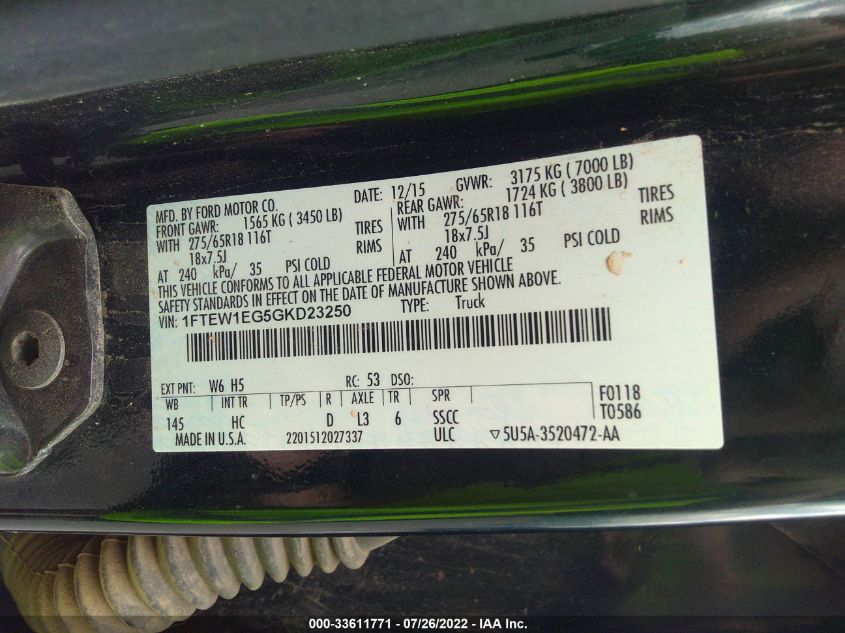 MFD. BY FORD MOTOR CO.
DATE: 12/15 GVWR: 3175 KG ( 7000 LB)
FRONT GAWR: 1565 KG ( 3450 LB)
REAR GAWR: 1724 KG ( 3800 LB)
WITH 275/65R18 116T TIRES
WITH 275/65R18 116T TIRES
18x7.5J RIMS
18x7.5J RIMS
AT 240 kPa/ 35 PSI COLD
AT 240 kPa/ 35 PSI COLD
THIS VEHICLE CONFORMS TO ALL APPLICABLE FEDERAL MOTOR VEHICLE
SAFETY STANDARDS IN EFFECT ON THE DATE OF MANUFACTURE SHOWN ABOVE.
VIN: 1FTEW1EG5GKD23250 TYPE: Truck
EXT PNT: W6 H5 RC: 53 DSO:
WB INT TR TP/PS R AXLE TR SPR
145 HC D L3 6 SSCC
F0118
T0586
MADE IN U.S.A. 2201512027337 ULC ▽5U5A-3520472-AA
000-33611771 - 07/26/2022 - IAA Inc.